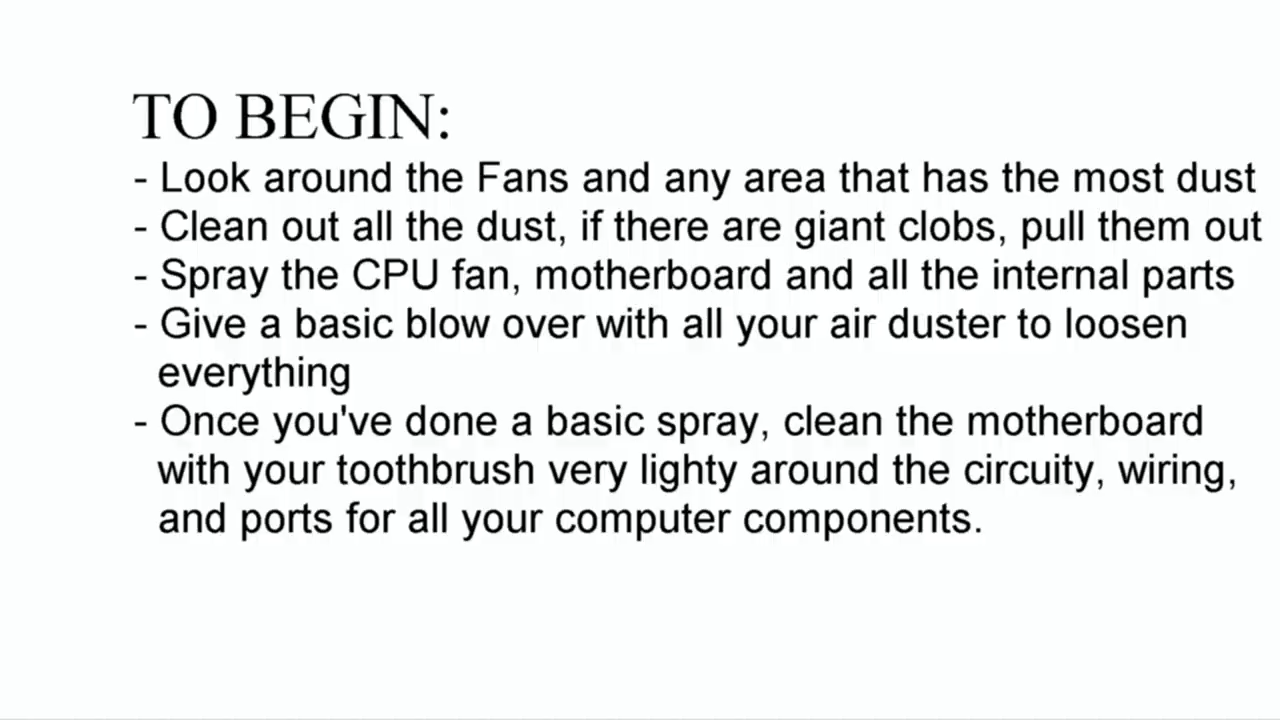 TO BEGIN:
- Look around the Fans and any area that has the most dust
- Clean out all the dust, if there are giant clobs, pull them out
- Spray the CPU fan, motherboard and all the internal parts
- Give a basic blow over with all your air duster to loosen
everything
- Once you've done a basic spray, clean the motherboard
with your toothbrush very lighty around the circuity, wiring,
and ports for all your computer components.